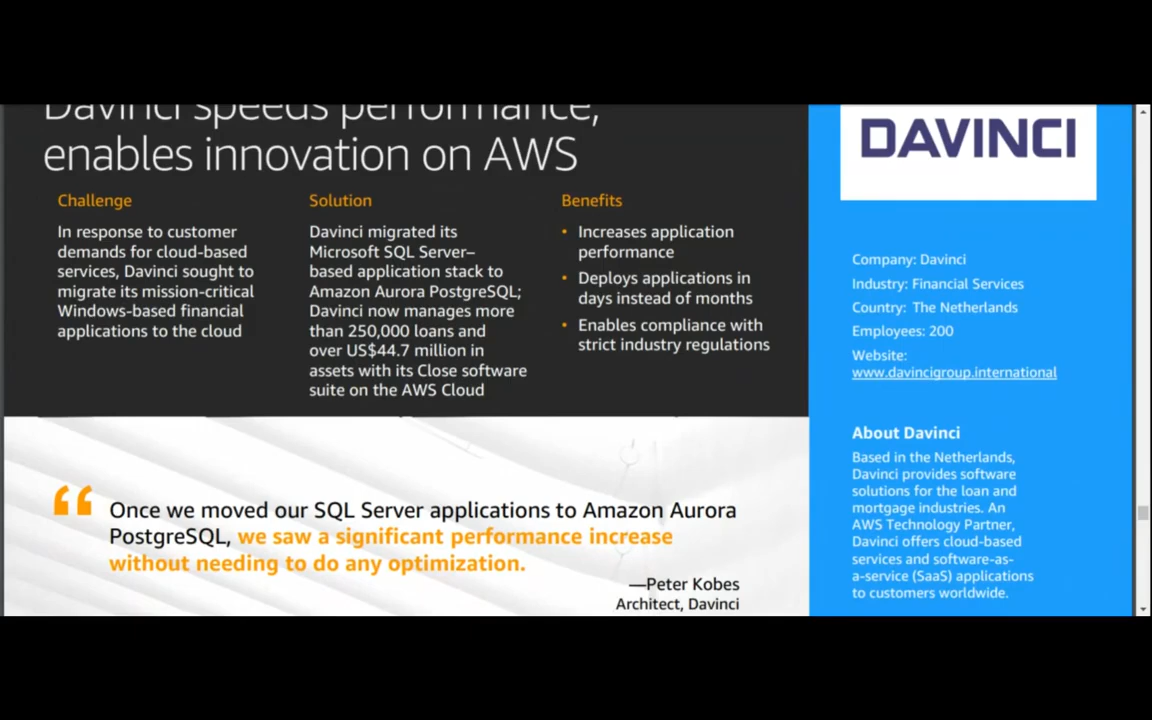 Davinci speeds performance,
enables innovation on AWS
Challenge
In response to customer
demands for cloud-based
services, Davinci sought to
migrate its mission-critical
Windows-based financial
applications to the cloud
Solution
Davinci migrated its
Microsoft SQL Server–
based application stack to
Amazon Aurora PostgreSQL;
Davinci now manages more
than 250,000 loans and
over US$44.7 million in
assets with its Close software
suite on the AWS Cloud
Benefits
• Increases application
performance
• Deploys applications in
days instead of months
• Enables compliance with
strict industry regulations
“ Once we moved our SQL Server applications to Amazon Aurora
PostgreSQL, we saw a significant performance increase
without needing to do any optimization.
—Peter Kobes
Architect, Davinci
DAVINCI
Company: Davinci
Industry: Financial Services
Country: The Netherlands
Employees: 200
Website:
www.davincigroup.international
About Davinci
Based in the Netherlands,
Davinci provides software
solutions for the loan and
mortgage industries. An
AWS Technology Partner,
Davinci offers cloud-based
services and software-as-
a-service (SaaS) applications
to customers worldwide.